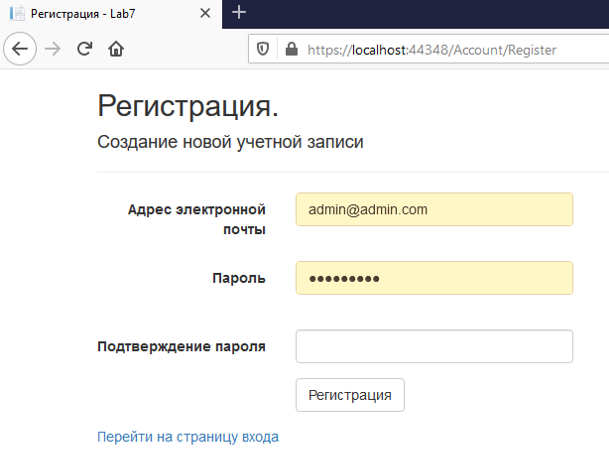 Регистрация - Lab7
https://localhost:44348/Account/Register
Регистрация.
Создание новой учетной записи
Адрес электронной
почты
admin@admin.com
Пароль
●●●●●●●●●
Подтверждение пароля
Регистрация
Перейти на страницу входа